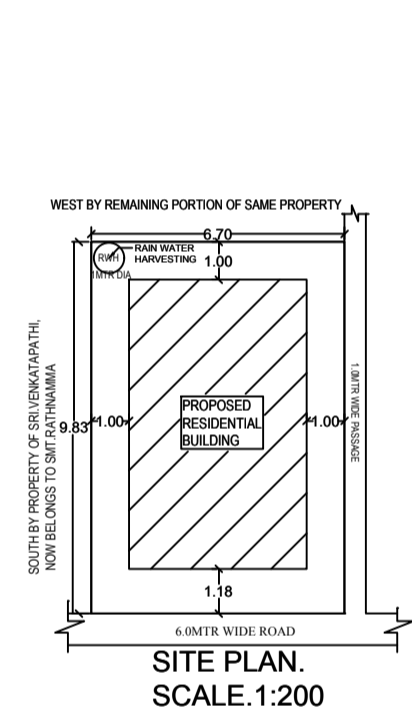 WEST BY REMAINING PORTION OF SAME PROPERTY
6.70
RWH
RAIN WATER
HARVESTING
1.00
1MTR DIA
SOUTH BY PROPERTY OF SRI.VENKATAPATHI,
NOW BELONGS TO SMT.RATHNAMMA
9.83
1.00
PROPOSED
RESIDENTIAL
BUILDING
1.00
1.0MTR WIDE PASSAGE
1.18
6.0MTR WIDE ROAD
SITE PLAN.
SCALE.1:200